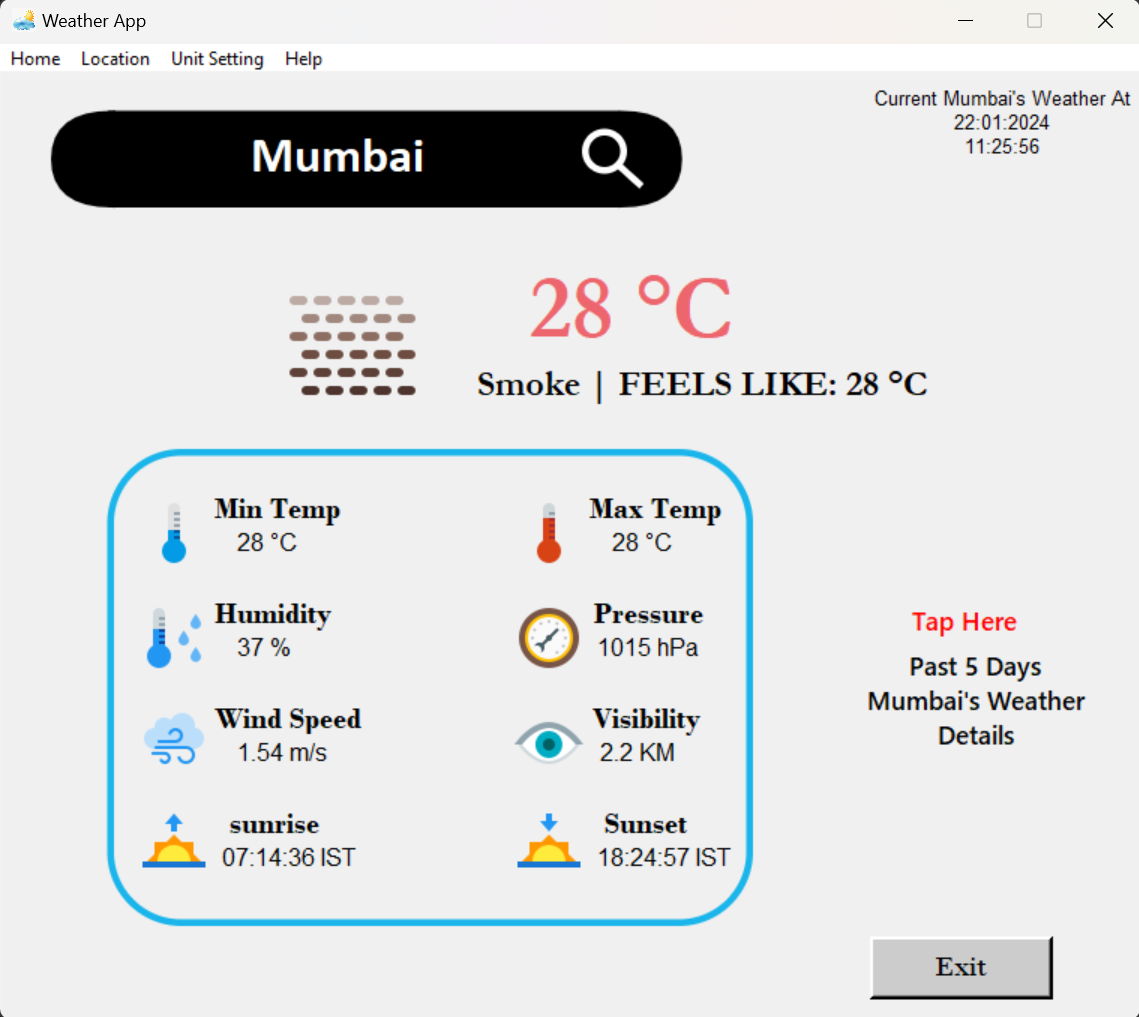 Weather App
Home Location Unit Setting Help
Current Mumbai's Weather At
22:01:2024
11:25:56
Mumbai
28 °C
Smoke | FEELS LIKE: 28 °C
Min Temp
28 °C
Max Temp
28 °C
Humidity
37 %
Pressure
1015 hPa
Wind Speed
1.54 m/s
Visibility
2.2 KM
sunrise
07:14:36 IST
Sunset
18:24:57 IST
Tap Here
Past 5 Days
Mumbai's Weather
Details
Exit